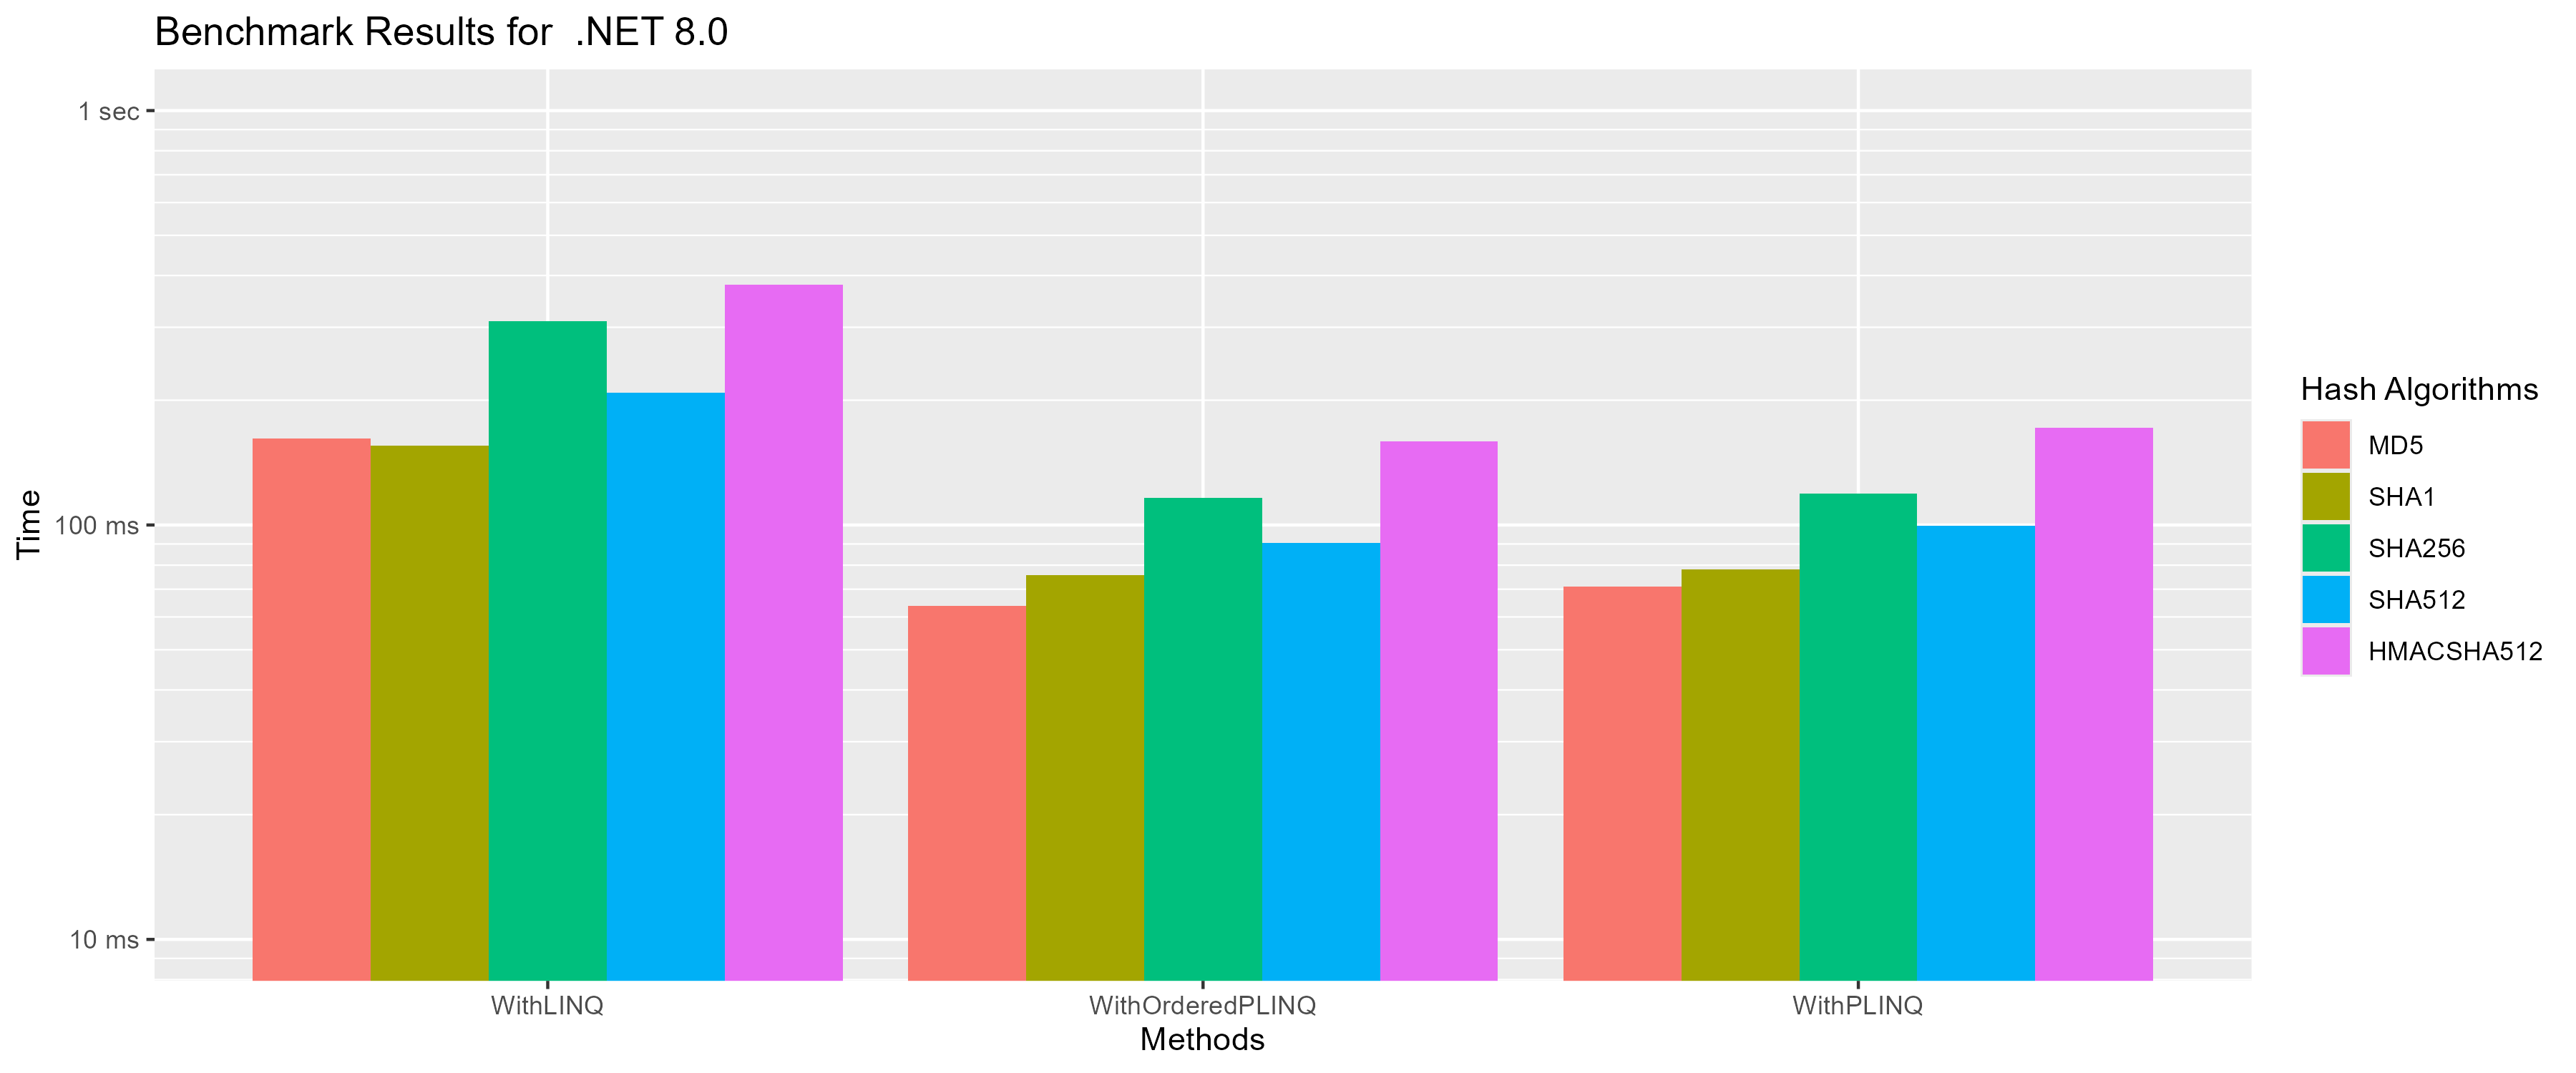 Benchmark Results for  .NET 8.0
1 sec
100 ms
10 ms
Time
WithLINQ
WithOrderedPLINQ
WithPLINQ
Methods
Hash Algorithms
MD5
SHA1
SHA256
SHA512
HMACSHA512